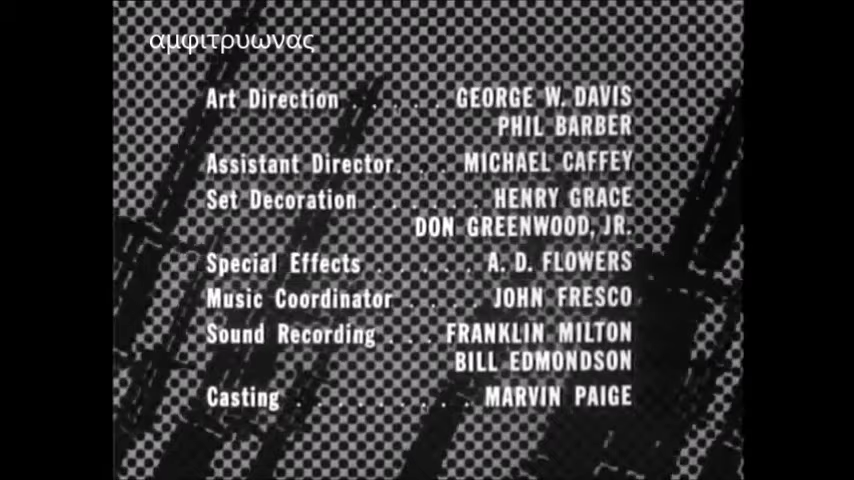 αμφιτρυωνας
Art Direction . . . . . GEORGE W. DAVIS
PHIL BARBER
Assistant Director. . . MICHAEL CAFFEY
Set Decoration . . . . . . HENRY GRACE
DON GREENWOOD, JR.
Special Effects . . . . . A. D. FLOWERS
Music Coordinator . . . . JOHN FRESCO
Sound Recording . . . FRANKLIN MILTON
BILL EDMONDSON
Casting . . . . . . . . . MARVIN PAIGE